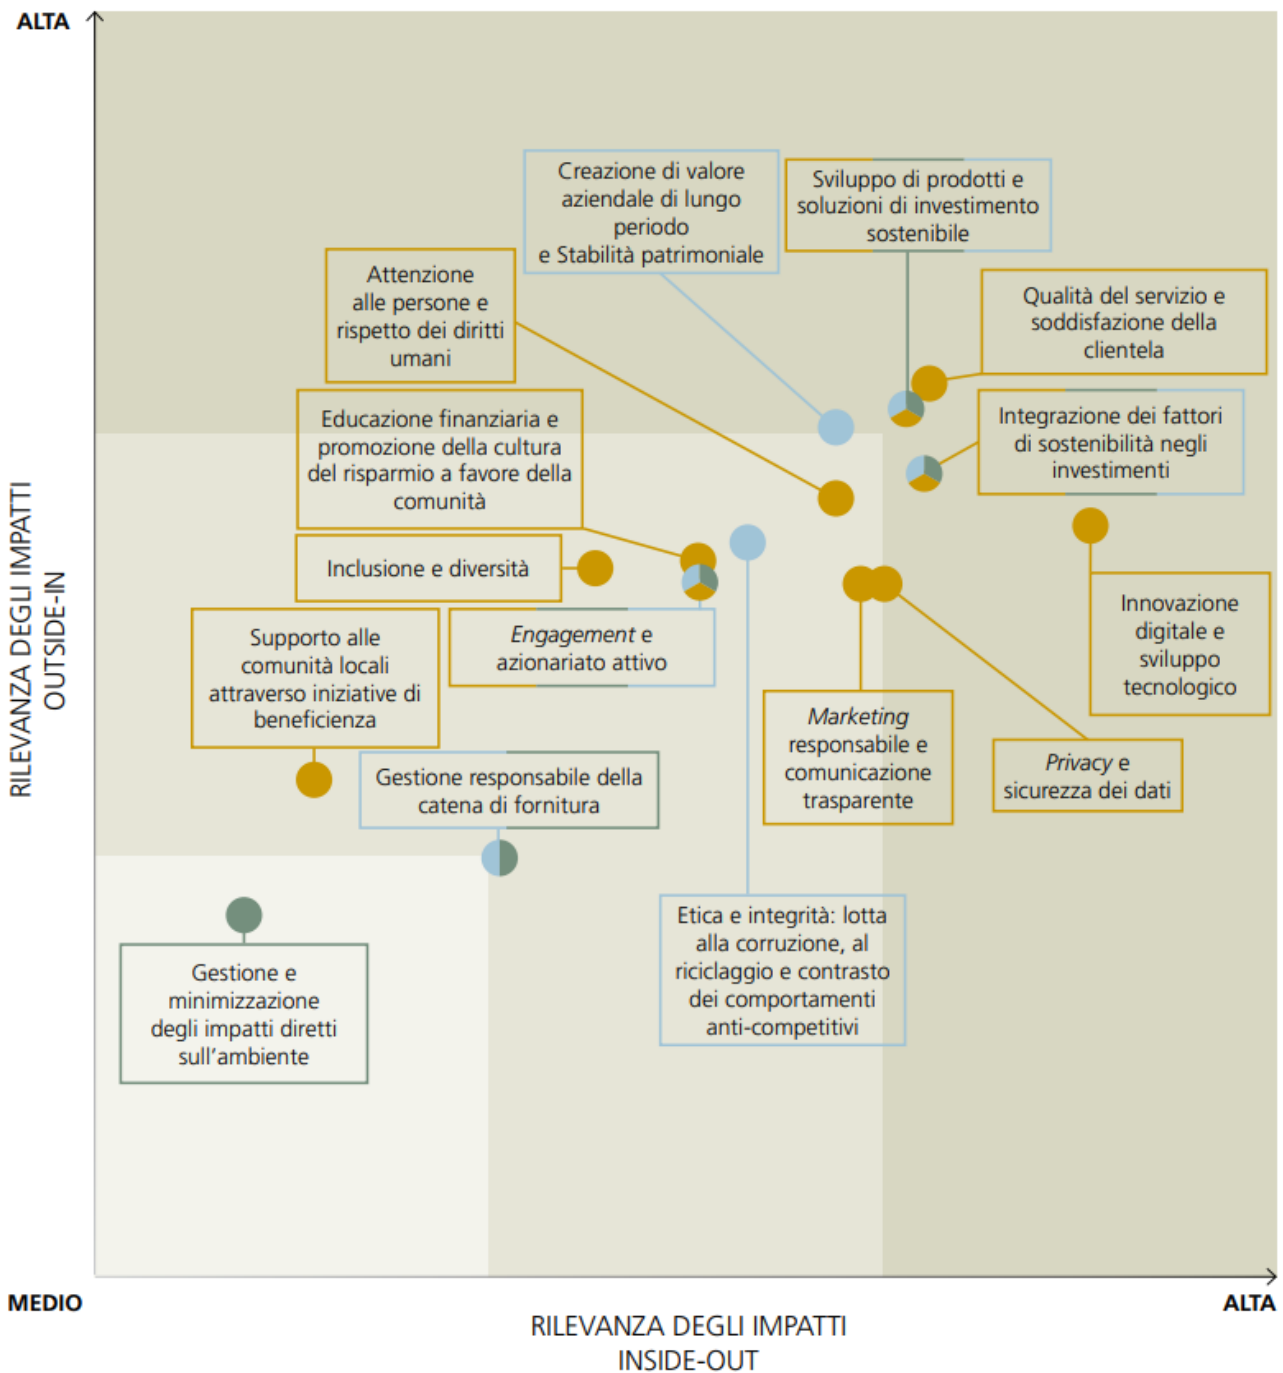 ALTA
Creazione di valore
aziendale di lungo
periodo
e Stabilità patrimoniale
Sviluppo di prodotti e
soluzioni di investimento
sostenibile
Attenzione
alle persone e
rispetto dei diritti
umani
Qualità del servizio e
soddisfazione della
clientela
Educazione finanziaria e
promozione della cultura
del risparmio a favore della
comunità
Integrazione dei fattori
di sostenibilità negli
investimenti
Inclusione e diversità
Innovazione
digitale e
sviluppo
tecnologico
Supporto alle
comunità locali
attraverso iniziative di
beneficienza
Engagement e
azionariato attivo
Marketing
responsabile e
comunicazione
trasparente
Privacy e
sicurezza dei dati
Gestione responsabile della
catena di fornitura
Etica e integrità: lotta
alla corruzione, al
riciclaggio e contrasto
dei comportamenti
anti-competitivi
Gestione e
minimizzazione
degli impatti diretti
sull'ambiente
RILEVANZA DEGLI IMPATTI
OUTSIDE-IN
MEDIO
ALTA
RILEVANZA DEGLI IMPATTI
INSIDE-OUT